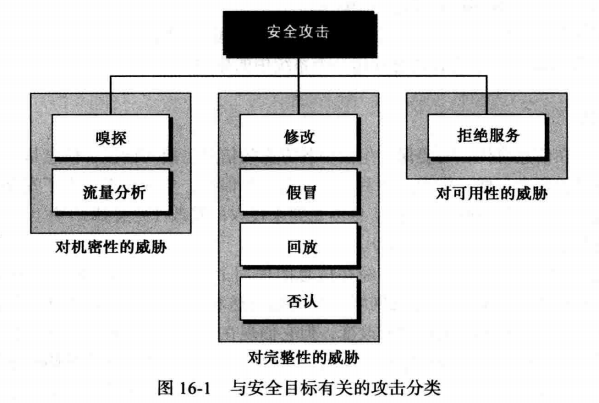 安全攻击
嗅探
流量分析
对机密性的威胁
修改
假冒
回放
否认
对完整性的威胁
拒绝服务
对可用性的威胁
图 16-1 与安全目标有关的攻击分类